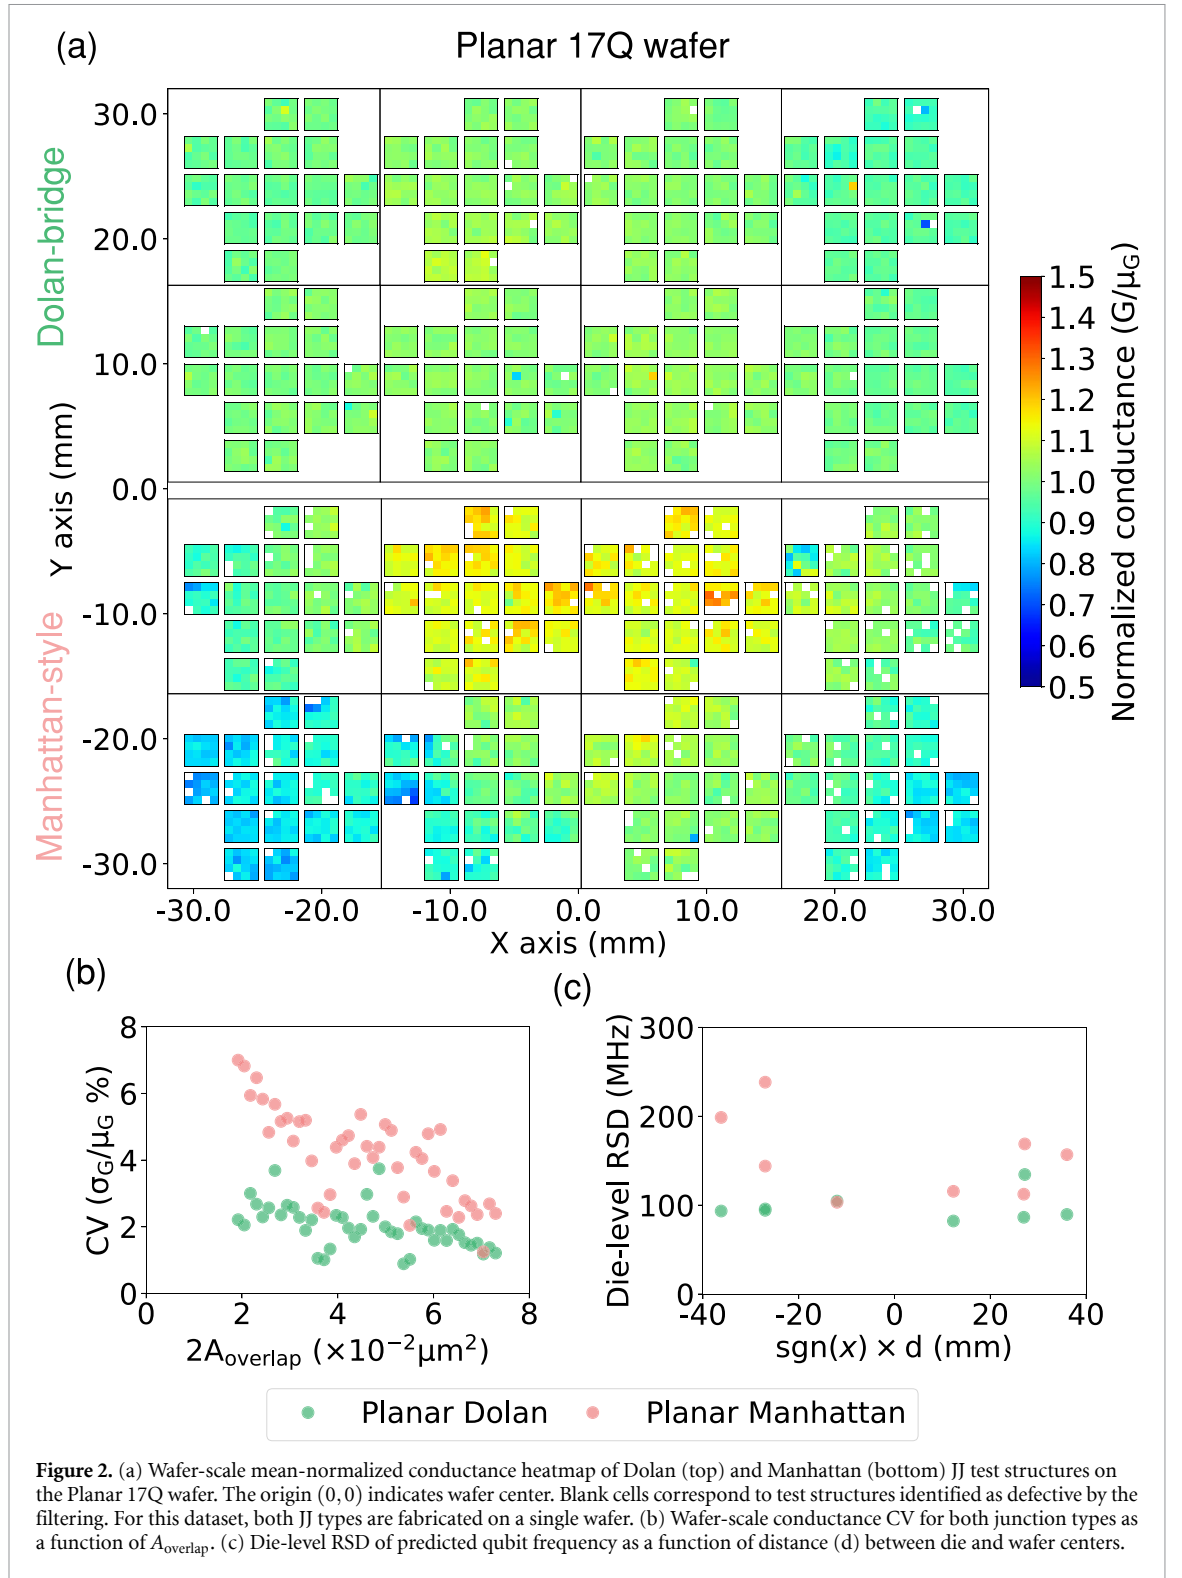 (a)
Planar 17Q wafer
Dolan-bridge
Manhattan-style
Y axis (mm)
30.0
20.0
10.0
0.0
-10.0
-20.0
-30.0
-30.0 -20.0 -10.0 0.0 10.0 20.0 30.0
X axis (mm)
1.5
1.4
1.3
1.2
1.1
1.0
0.9
0.8
0.7
0.6
0.5
Normalized conductance (G/μG)
(b)
CV (σG/μG %)
8
6
4
2
0
0 2 4 6 8
2Aoverlap (×10−2μm2)
(c)
Die-level RSD (MHz)
300
200
100
0
-40 -20 0 20 40
sgn(x) × d (mm)
Planar Dolan Planar Manhattan
Figure 2. (a) Wafer-scale mean-normalized conductance heatmap of Dolan (top) and Manhattan (bottom) JJ test structures on
the Planar 17Q wafer. The origin (0,0) indicates wafer center. Blank cells correspond to test structures identified as defective by the
filtering. For this dataset, both JJ types are fabricated on a single wafer. (b) Wafer-scale conductance CV for both junction types as
a function of Aoverlap. (c) Die-level RSD of predicted qubit frequency as a function of distance (d) between die and wafer centers.